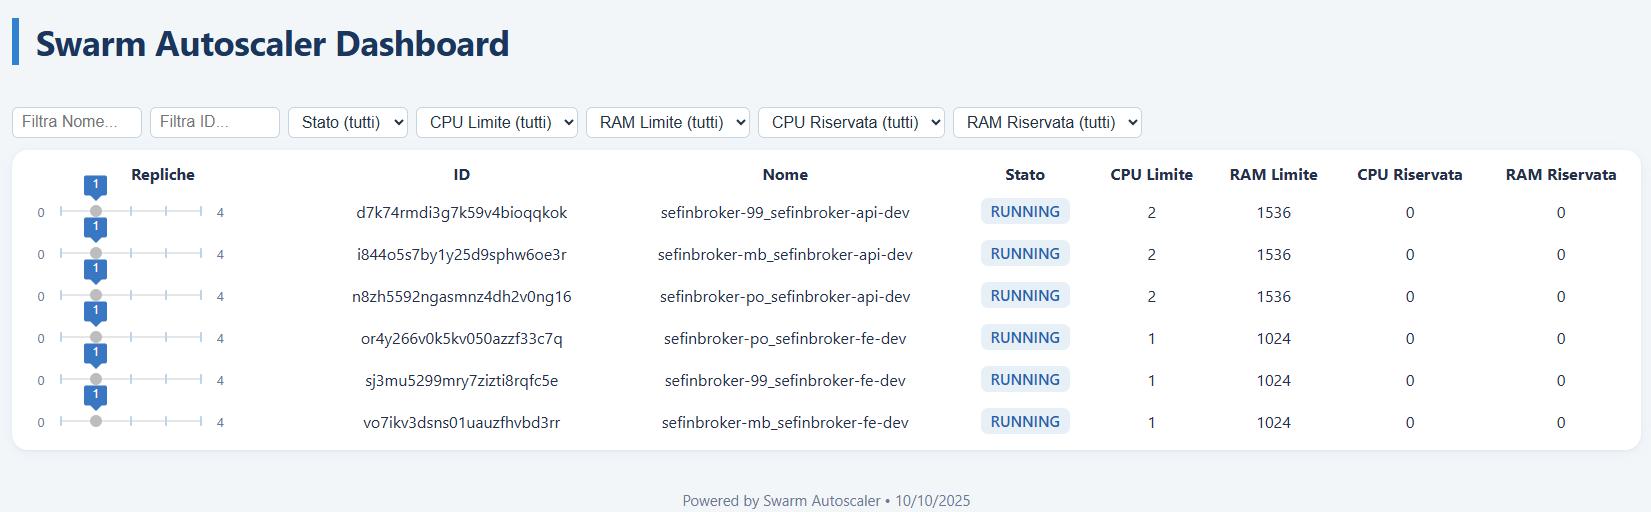 Swarm Autoscaler Dashboard
Filtra Nome... Filtra ID... Stato (tutti) CPU Limite (tutti) RAM Limite (tutti) CPU Riservata (tutti) RAM Riservata (tutti)
Repliche ID Nome Stato CPU Limite RAM Limite CPU Riservata RAM Riservata
1
0 4 d7k74rmdi3g7k59v4bioqqkok sefinbroker-99_sefinbroker-api-dev RUNNING 2 1536 0 0
1
0 4 i844o5s7by1y25d9sphw6oe3r sefinbroker-mb_sefinbroker-api-dev RUNNING 2 1536 0 0
1
0 4 n8zh5592ngasmnz4dh2v0ng16 sefinbroker-po_sefinbroker-api-dev RUNNING 2 1536 0 0
1
0 4 or4y266v0k5kv050azzf33c7q sefinbroker-po_sefinbroker-fe-dev RUNNING 1 1024 0 0
1
0 4 sj3mu5299mry7zizti8rqfc5e sefinbroker-99_sefinbroker-fe-dev RUNNING 1 1024 0 0
1
0 4 vo7ikv3dsns01uauzfhvbd3rr sefinbroker-mb_sefinbroker-fe-dev RUNNING 1 1024 0 0
Powered by Swarm Autoscaler • 10/10/2025